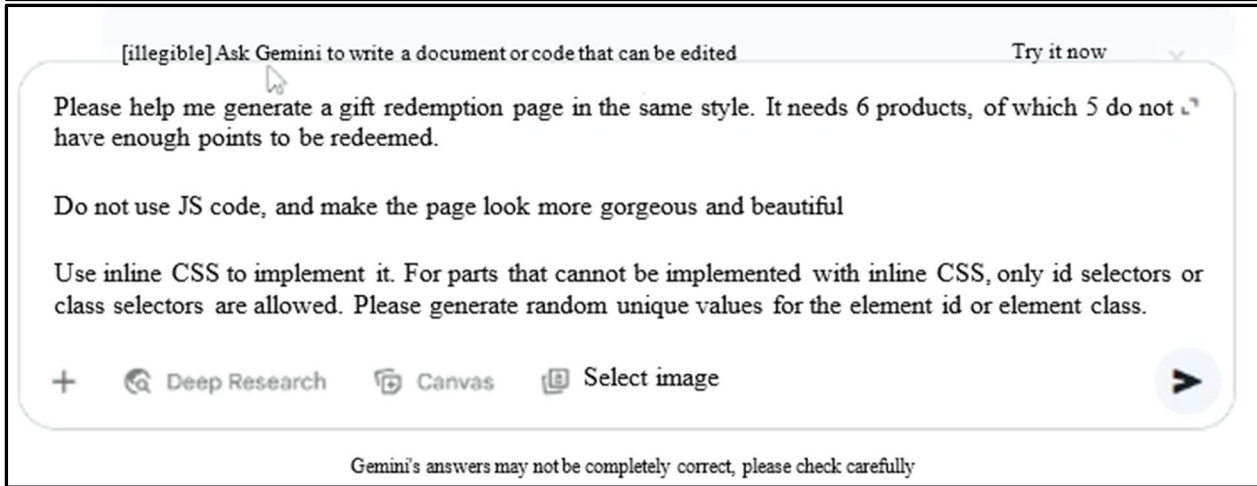 [illegible] Ask Gemini to write a document or code that can be edited
Try it now
Please help me generate a gift redemption page in the same style. It needs 6 products, of which 5 do not
have enough points to be redeemed.
Do not use JS code, and make the page look more gorgeous and beautiful
Use inline CSS to implement it. For parts that cannot be implemented with inline CSS, only id selectors or
class selectors are allowed. Please generate random unique values for the element id or element class.
Deep Research
Canvas
Select image
Gemini's answers may not be completely correct, please check carefully